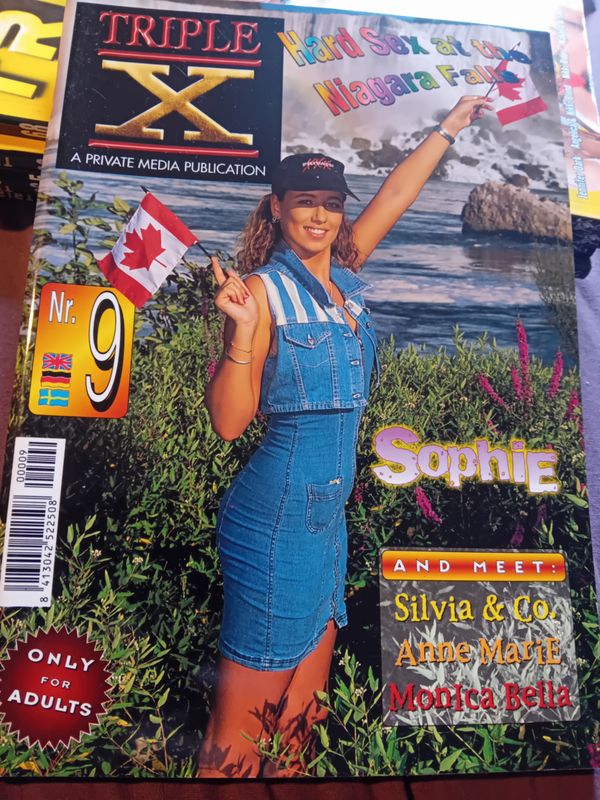 TRIPLE
X
A PRIVATE MEDIA PUBLICATION
Hard Sex at the
Niagara Falls
Nr. 9
SophiE
AND MEET:
Silvia & Co.
Anne MariE
MonIca Bella
00009
8 413042 522508
ONLY
FOR
ADULTS